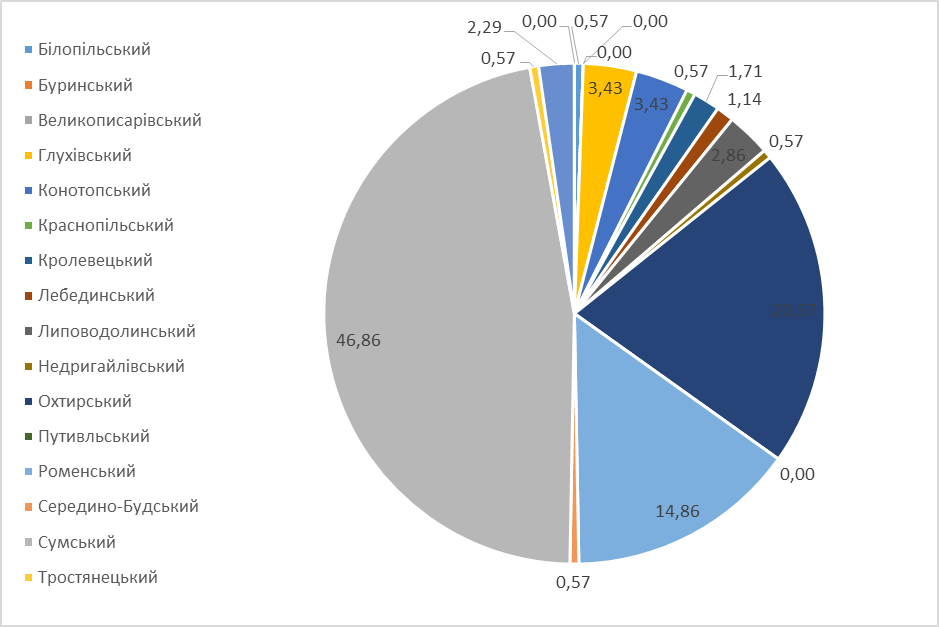 Білопільський
Буринський
Великописарівський
Глухівський
Конотопський
Краснопільський
Кролевецький
Лебединський
Липоводолинський
Недригайлівський
Охтирський
Путивльський
Роменський
Середино-Будський
Сумський
Тростянецький
2,29
0,00
0,57
0,00
0,00
0,57
3,43
3,43
0,57
1,71
1,14
2,86
0,57
46,86
0,00
14,86
0,57